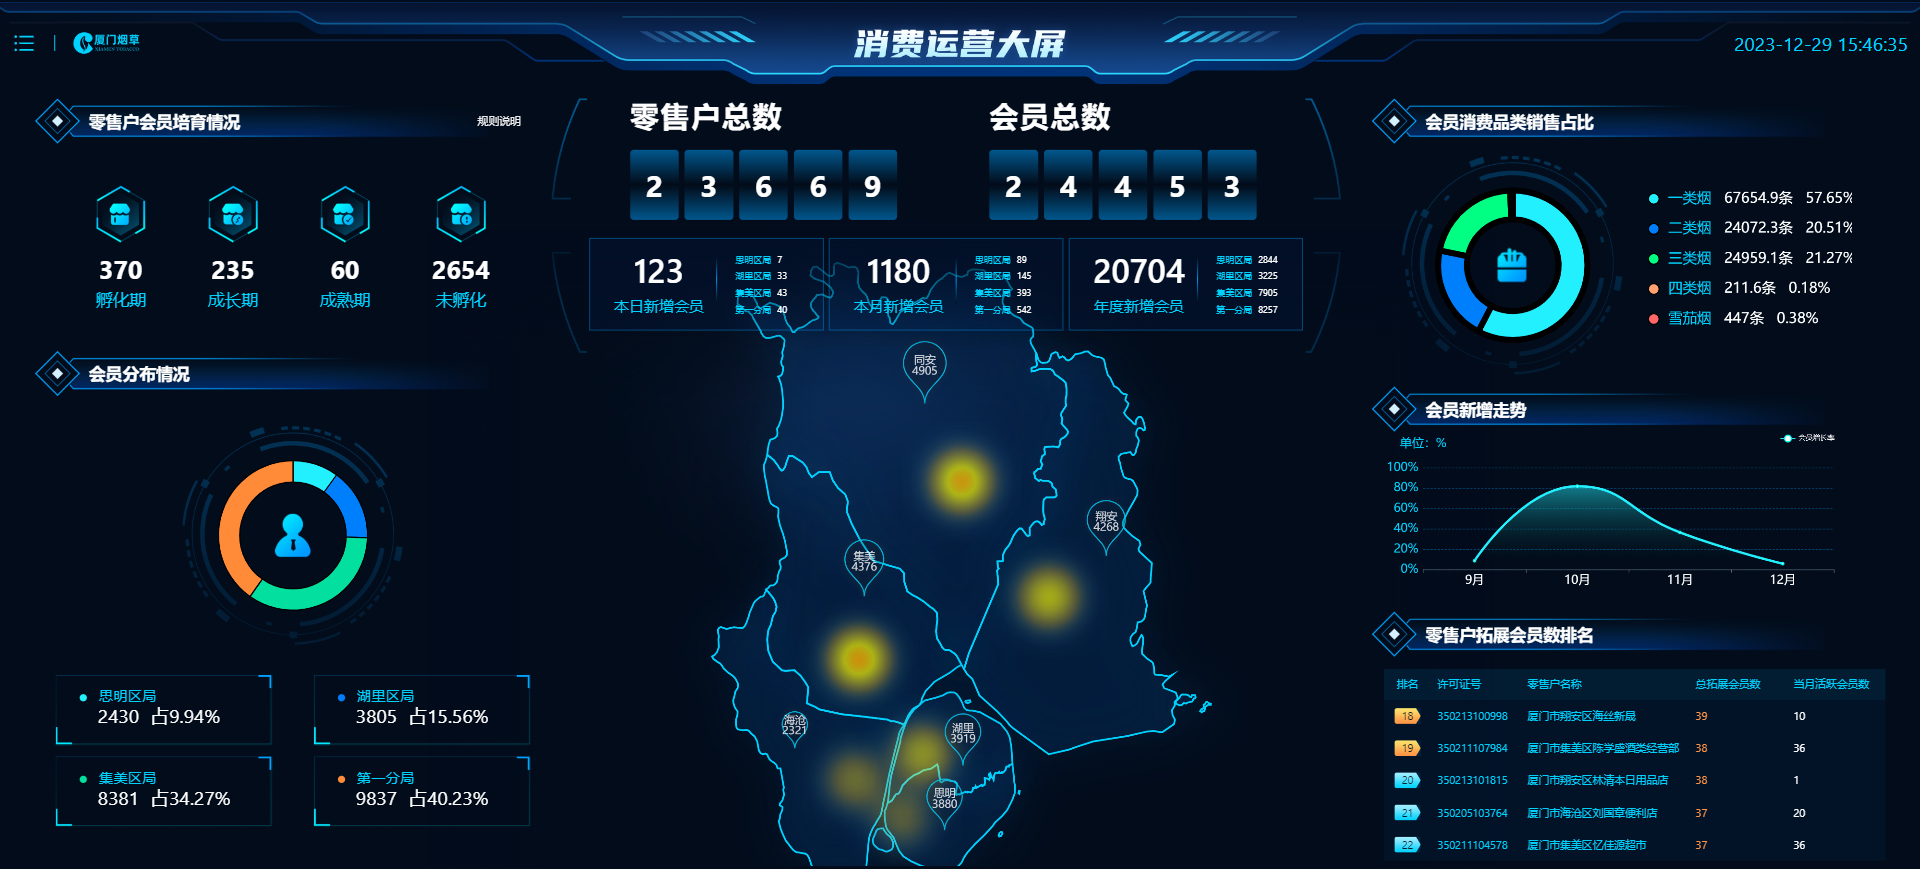 厦门烟草
XIAMEN TOBACCO
消费运营大屏
2023-12-29 15:46:35
零售户会员培育情况
规则说明
370
235
60
2654
孵化期
成长期
成熟期
未孵化
会员分布情况
思明区局
2430 占9.94%
湖里区局
3805 占15.56%
集美区局
8381 占34.27%
第一分局
9837 占40.23%
零售户总数
2 3 6 6 9
会员总数
2 4 4 5 3
123
本日新增会员
思明区局 7
湖里区局 33
集美区局 43
第一分局 40
1180
本月新增会员
思明区局 89
湖里区局 145
集美区局 393
第一分局 542
20704
年度新增会员
思明区局 2844
湖里区局 3225
集美区局 7905
第一分局 8257
同安
4905
翔安
4268
集美
4376
海沧
2321
湖里
3919
思明
3880
会员消费品类销售占比
一类烟 67654.9条 57.65%
二类烟 24072.3条 20.51%
三类烟 24959.1条 21.27%
四类烟 211.6条 0.18%
雪茄烟 447条 0.38%
会员新增走势
单位：%
会员增长率
100%
80%
60%
40%
20%
0%
9月 10月 11月 12月
零售户拓展会员数排名
排名 许可证号 零售户名称 总拓展会员数 当月活跃会员数
18 350213100998 厦门市翔安区海丝新局 39 10
19 350211107984 厦门市集美区陈学盛酒类经营部 38 36
20 350213101815 厦门市翔安区林清本日用品店 38 1
21 350205103764 厦门市海沧区刘国章便利店 37 20
22 350211104578 厦门市集美区亿佳源超市 37 36